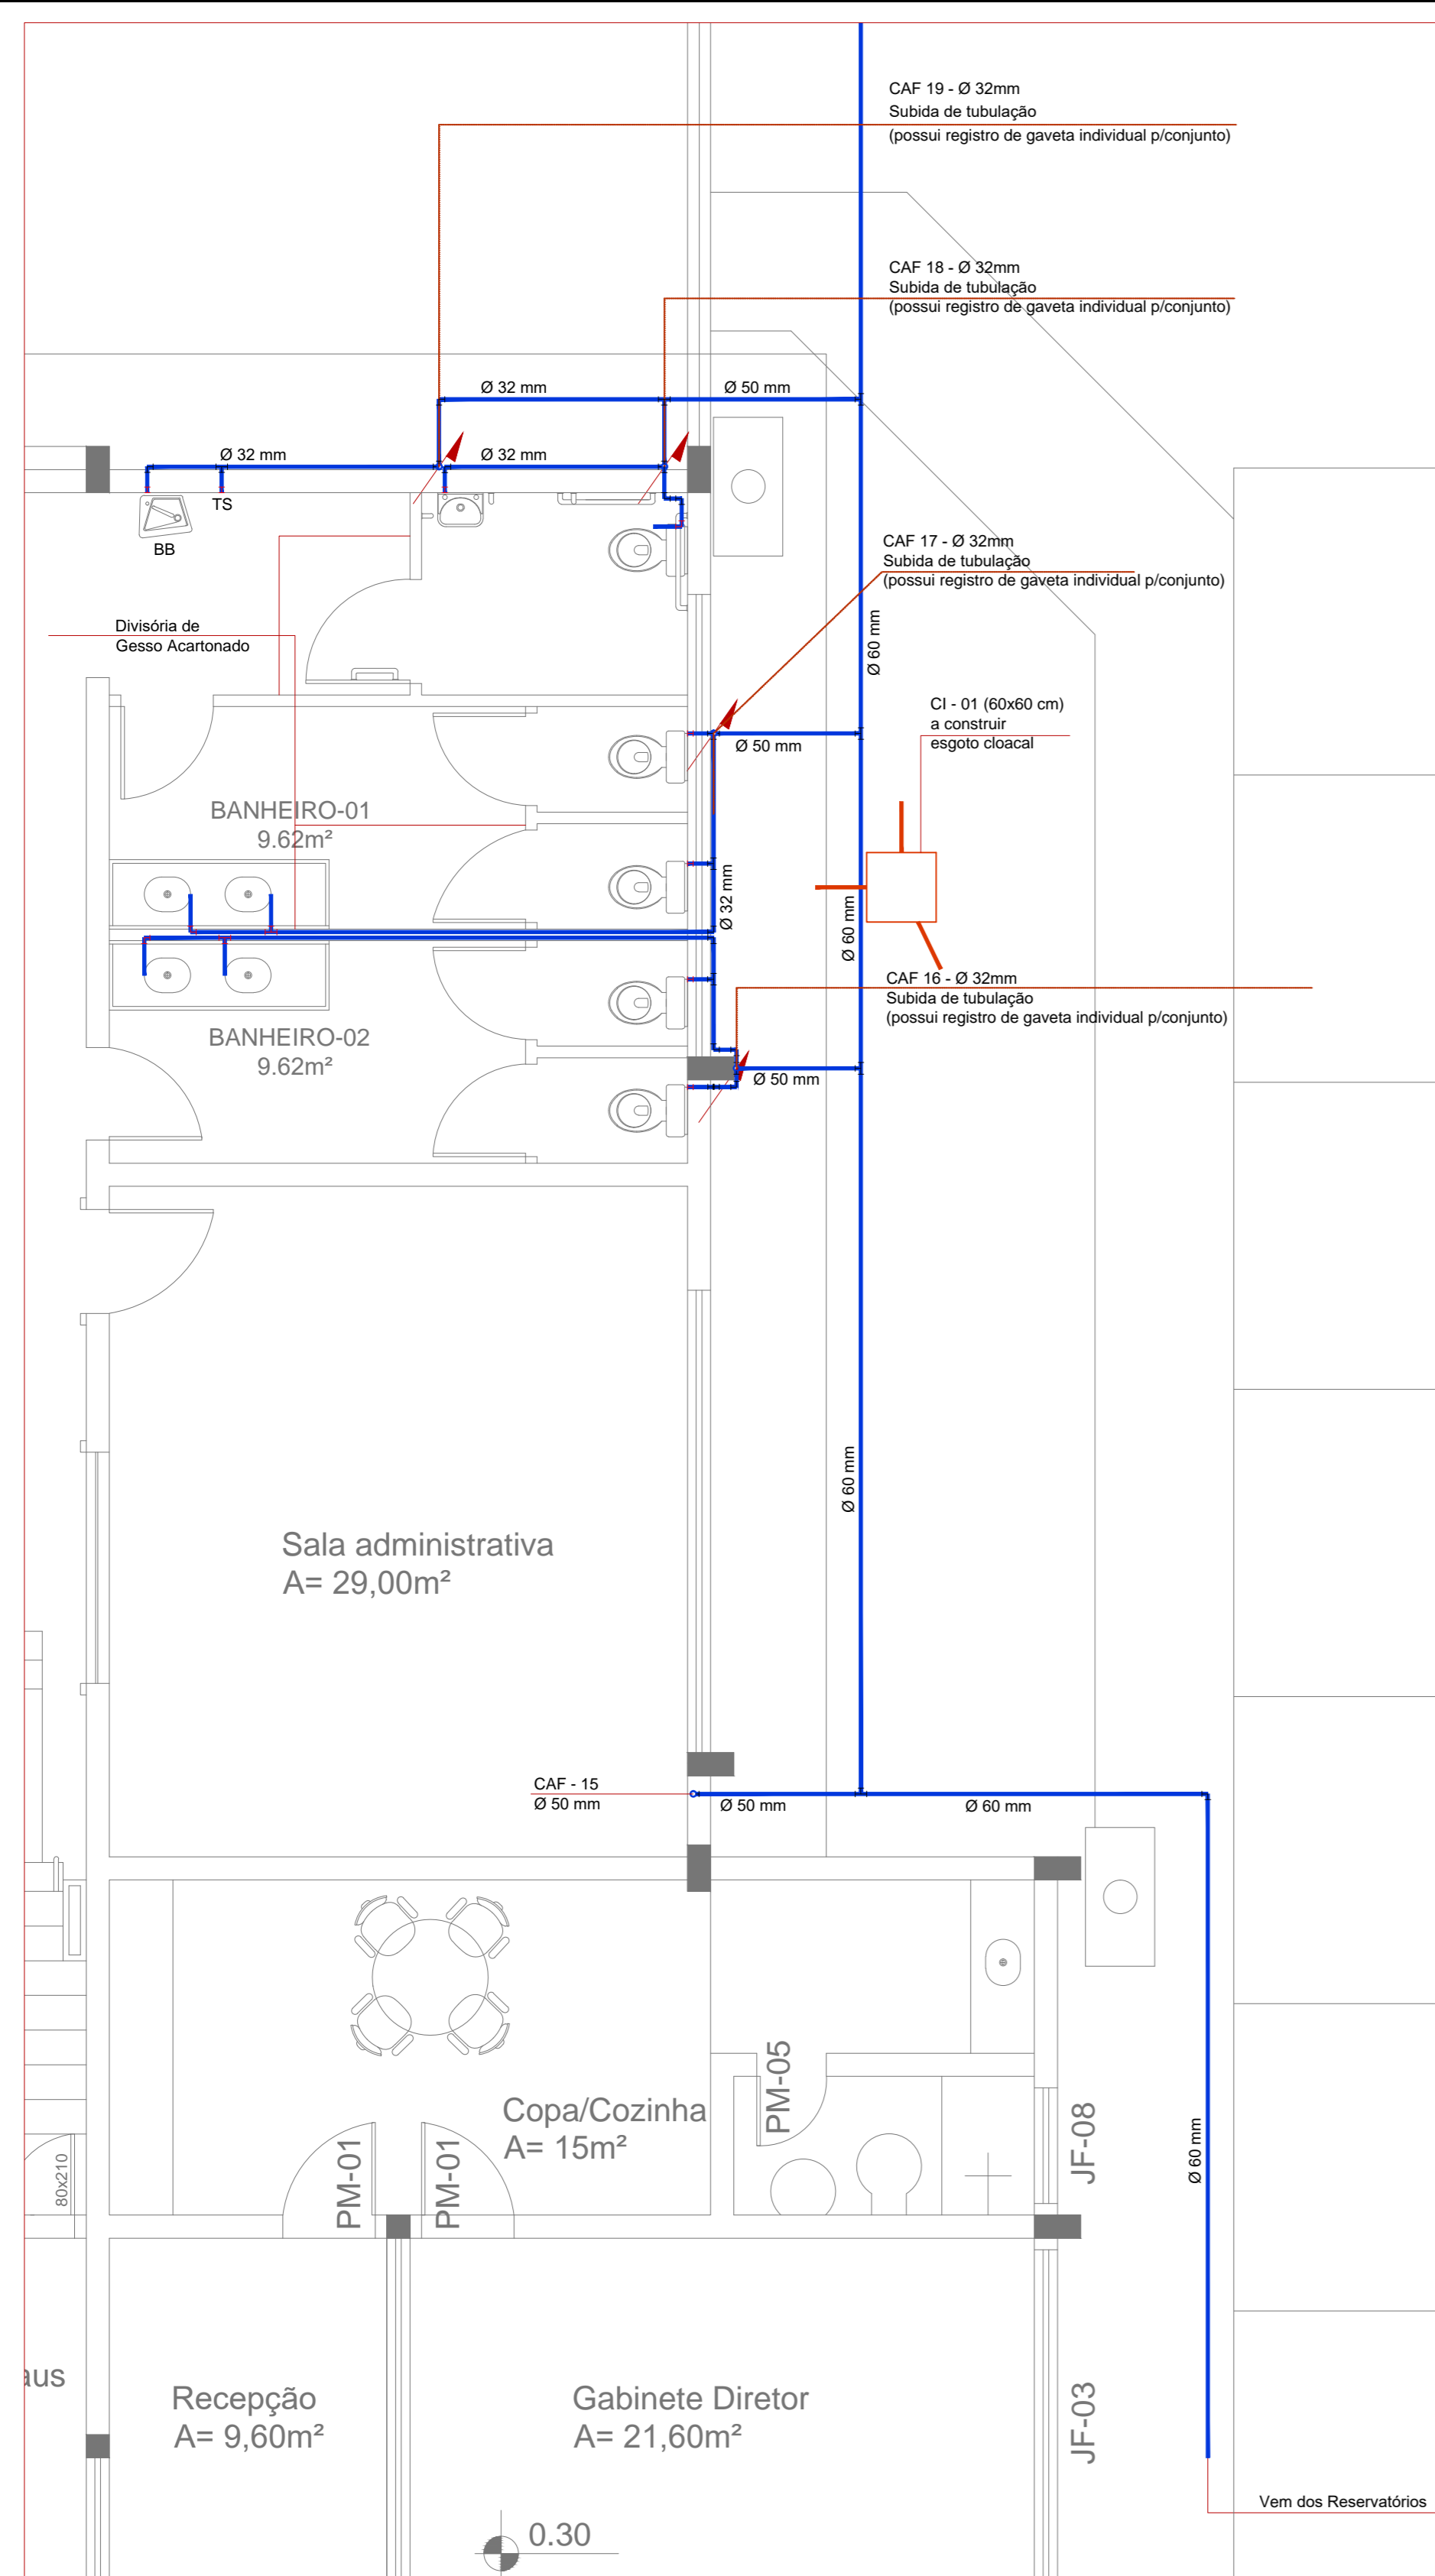 CAF 19 - Ø 32mm
Subida de tubulação
(possui registro de gaveta individual p/conjunto)
CAF 18 - Ø 32mm
Subida de tubulação
(possui registro de gaveta individual p/conjunto)
Ø 32 mm
Ø 50 mm
Ø 32 mm
Ø 32 mm
TS
BB
CAF 17 - Ø 32mm
Subida de tubulação
(possui registro de gaveta individual p/conjunto)
Divisória de
Gesso Acartonado
Ø 60 mm
CI - 01 (60x60 cm)
a construir
esgoto cloacal
Ø 50 mm
BANHEIRO-01
9.62m²
Ø 32 mm
Ø 60 mm
CAF 16 - Ø 32mm
Subida de tubulação
(possui registro de gaveta individual p/conjunto)
BANHEIRO-02
9.62m²
Ø 50 mm
Ø 60 mm
Sala administrativa
A= 29,00m²
CAF - 15
Ø 50 mm
Ø 50 mm
Ø 60 mm
PM-05
Copa/Cozinha
A= 15m²
JF-08
Ø 60 mm
80x210
PM-01
PM-01
aus
Recepção
A= 9,60m²
Gabinete Diretor
A= 21,60m²
JF-03
Vem dos Reservatórios
0.30